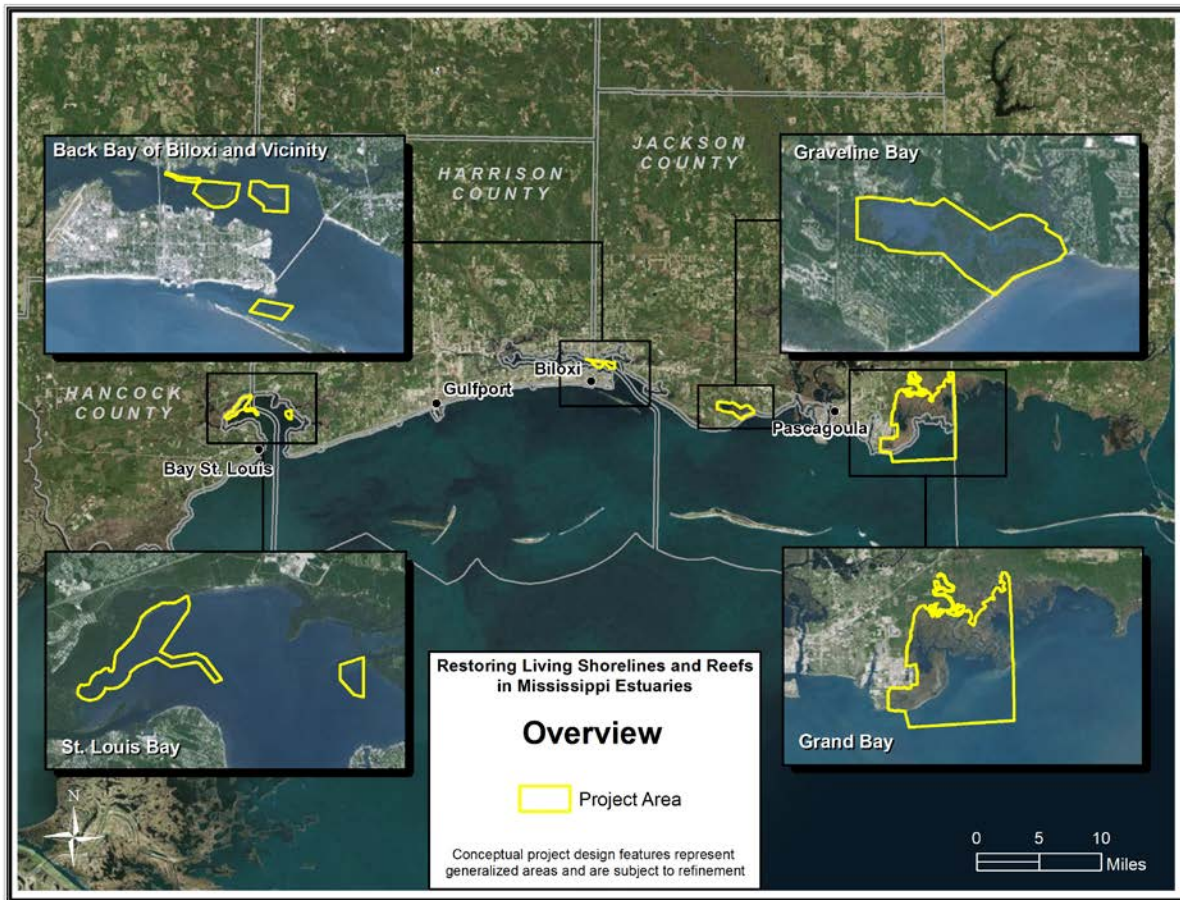 Back Bay of Biloxi and Vicinity
HARRISON
COUNTY
JACKSON
COUNTY
Graveline Bay
HANCOCK
COUNTY
Biloxi
Gulfport
Pascagoula
Bay St. Louis
St. Louis Bay
Grand Bay
Restoring Living Shorelines and Reefs
in Mississippi Estuaries
Overview
Project Area
Conceptual project design features represent
generalized areas and are subject to refinement
N
0 5 10
Miles